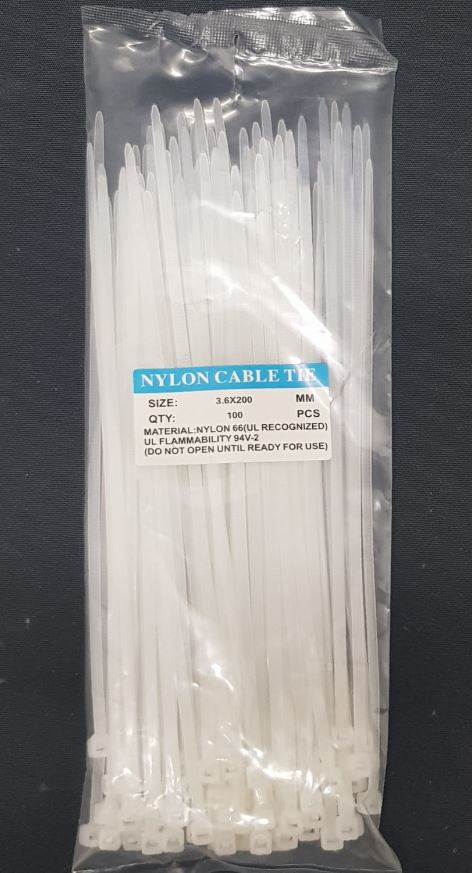 NYLON CABLE TIE
SIZE: 3.6X200 MM
QTY: 100 PCS
MATERIAL:NYLON 66(UL RECOGNIZED)
UL FLAMMABILITY 94V-2
(DO NOT OPEN UNTIL READY FOR USE)